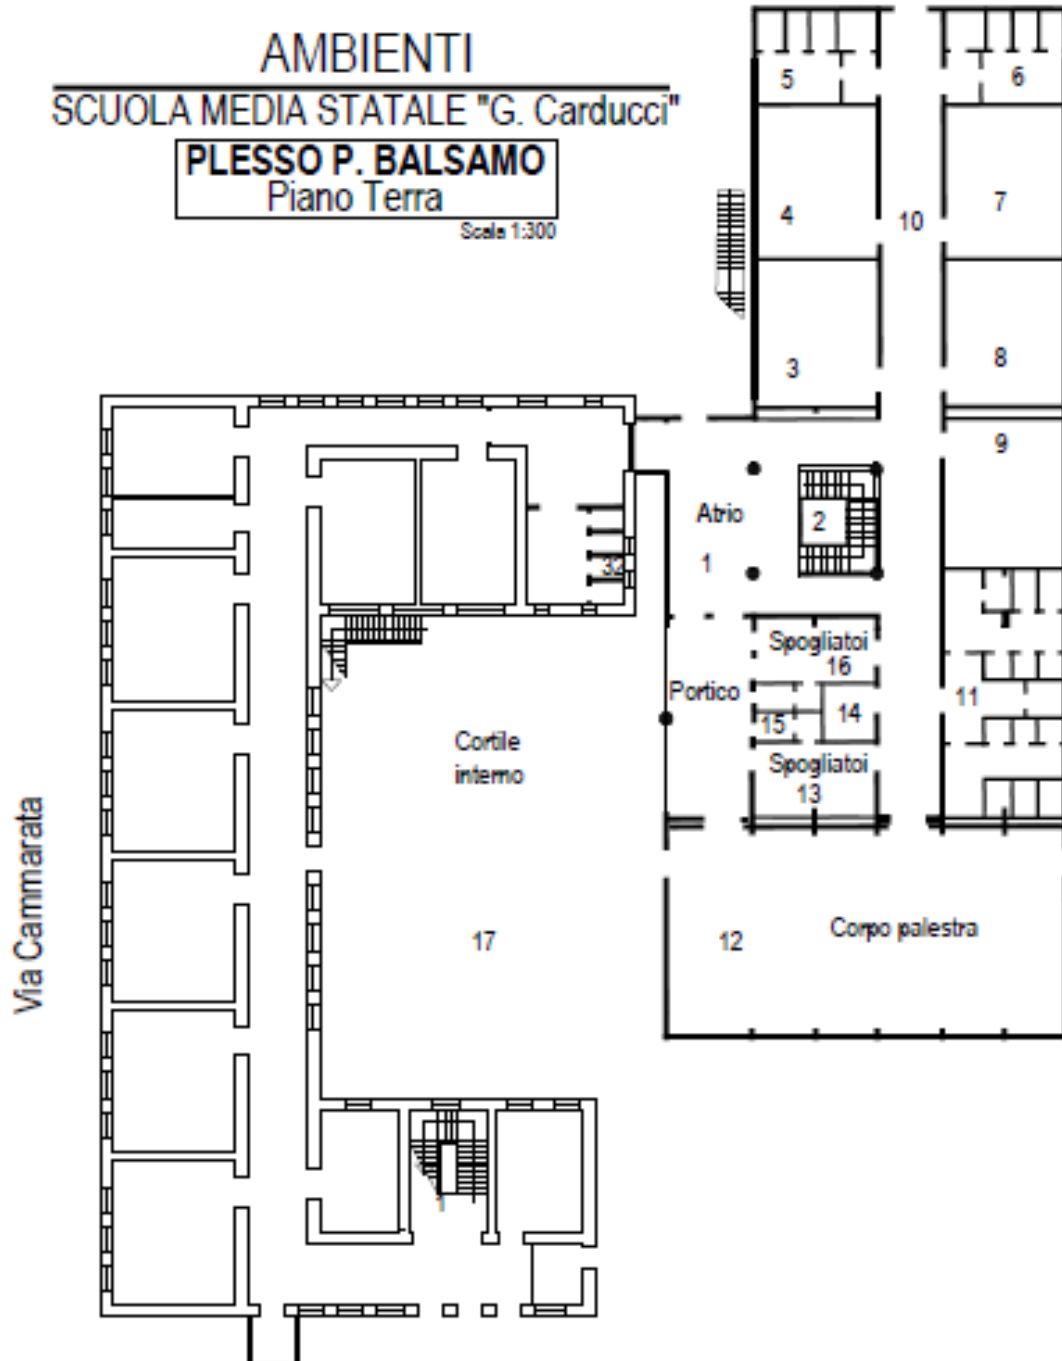 AMBIENTI
SCUOLA MEDIA STATALE "G. Carducci"
PLESSO P. BALSAMO
Piano Terra
Scala 1:300
5
6
4
10
7
3
8
9
Atrio
2
1
32
Spogliatoi
16
Portico
11
15
14
Cortile
interno
Spogliatoi
13
Via Cammarata
17
12
Corpo palestra